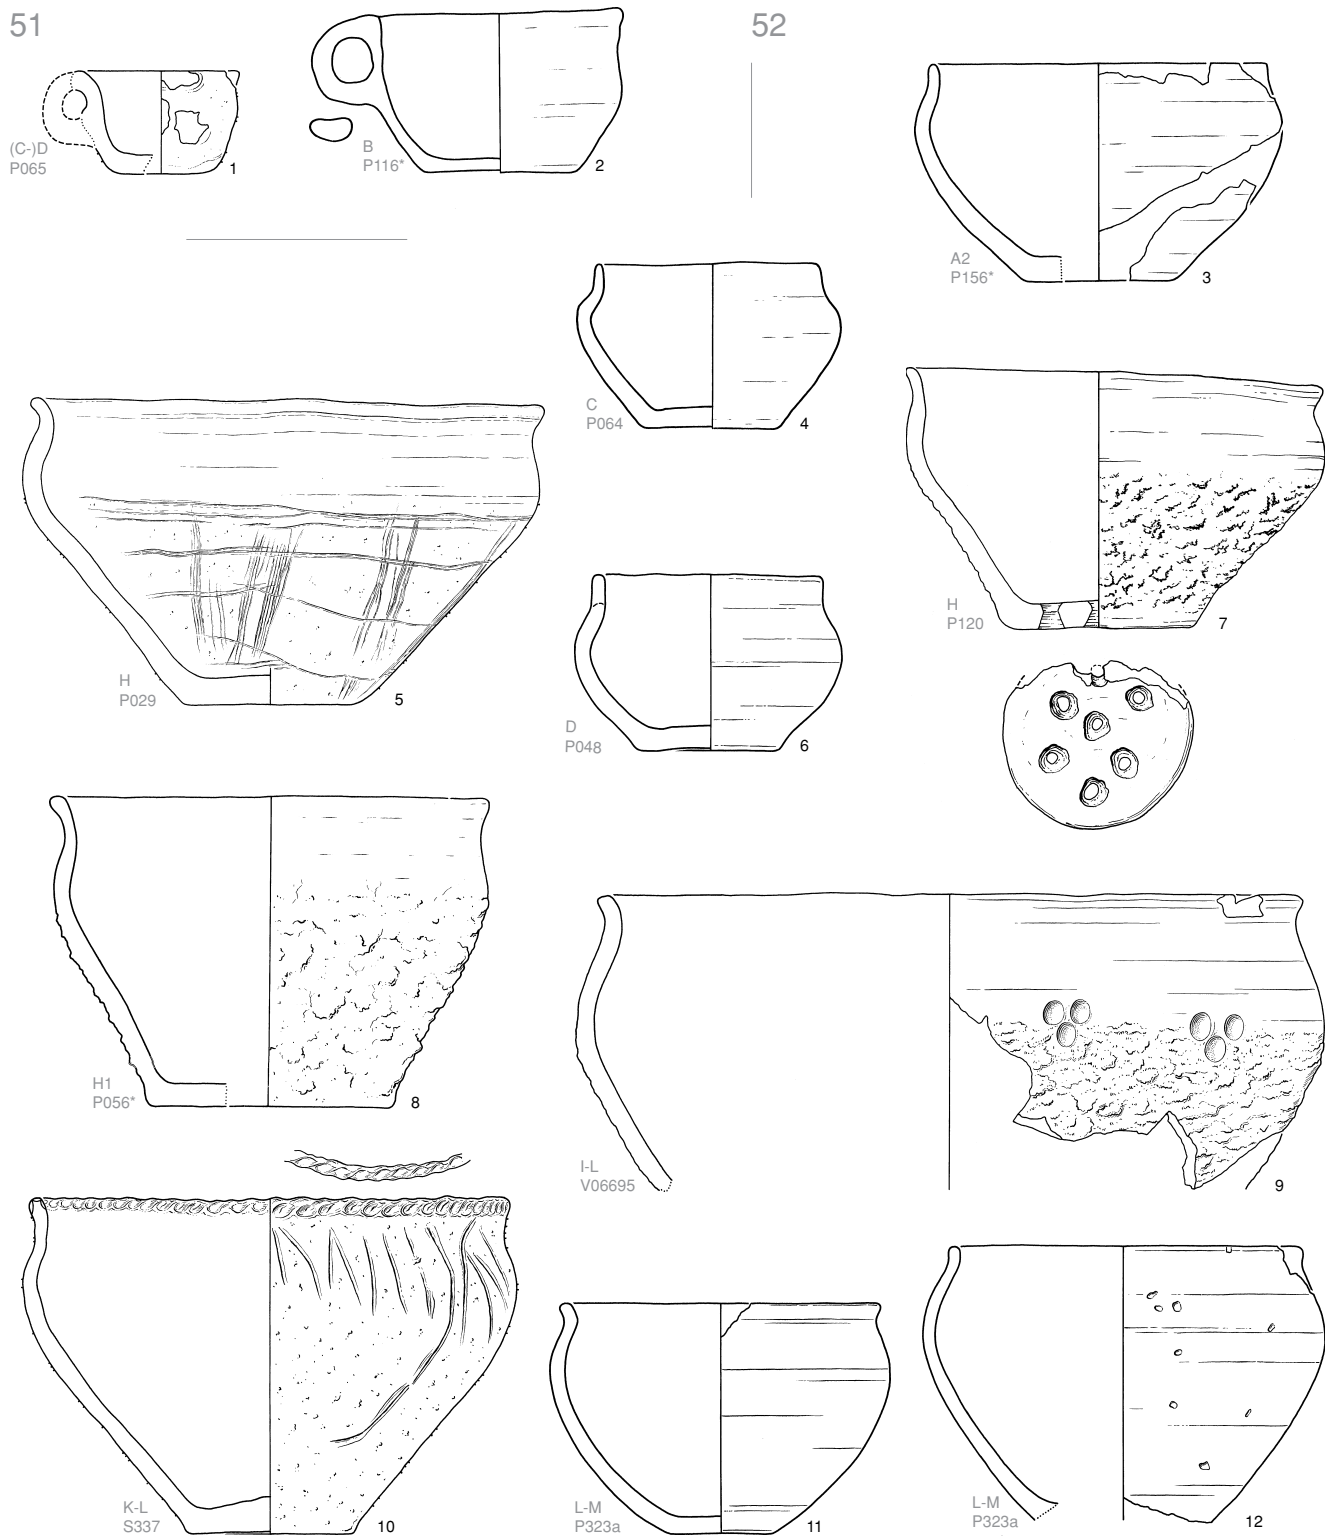 51
52
(C-)D
P065
1
B
P116*
2
A2
P156*
3
C
P064
4
H
P029
5
D
P048
6
H
P120
7
H1
P056*
8
I-L
V06695
9
K-L
S337
10
L-M
P323a
11
L-M
P323a
12